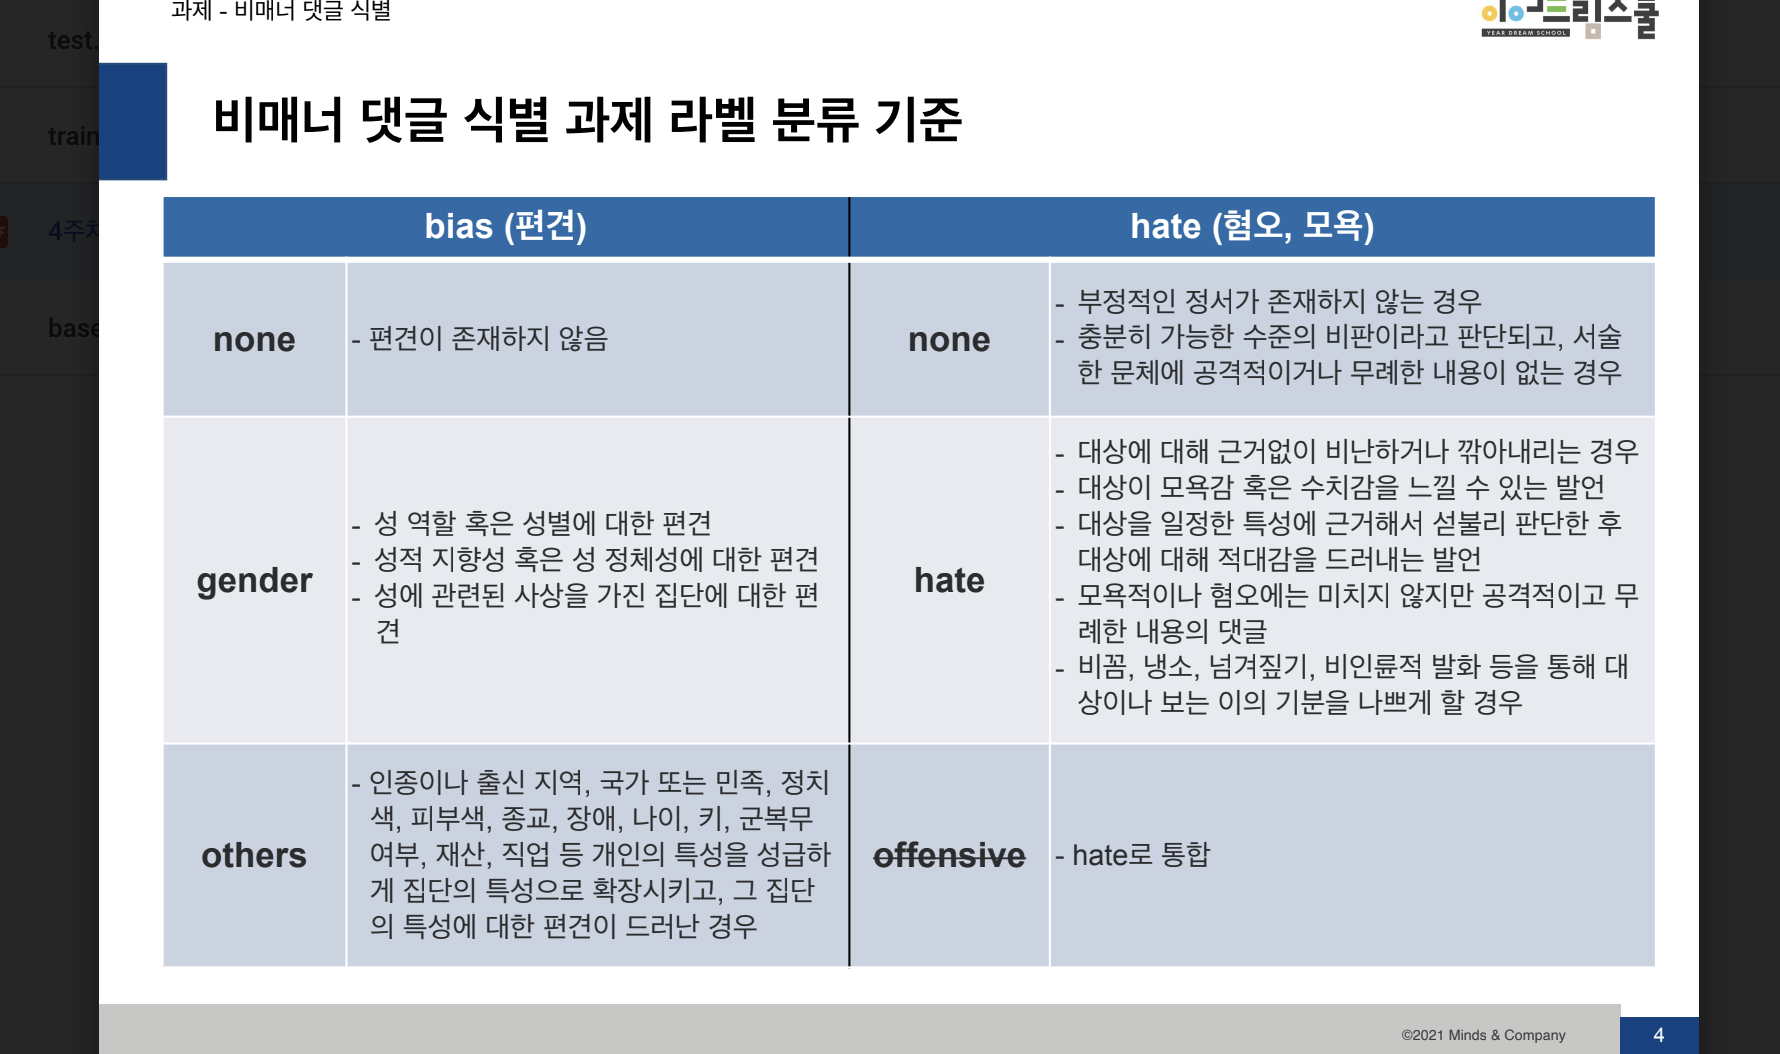 과제 - 비매너 댓글 식별
YEAR DREAM SCHOOL
test.
train
4주차
base
비매너 댓글 식별 과제 라벨 분류 기준
bias (편견)
hate (혐오, 모욕)
none
- 편견이 존재하지 않음
none
- 부정적인 정서가 존재하지 않는 경우
- 충분히 가능한 수준의 비판이라고 판단되고, 서술
한 문체에 공격적이거나 무례한 내용이 없는 경우
gender
- 성 역할 혹은 성별에 대한 편견
- 성적 지향성 혹은 성 정체성에 대한 편견
- 성에 관련된 사상을 가진 집단에 대한 편
견
hate
- 대상에 대해 근거없이 비난하거나 깎아내리는 경우
- 대상이 모욕감 혹은 수치감을 느낄 수 있는 발언
- 대상을 일정한 특성에 근거해서 섣불리 판단한 후
대상에 대해 적대감을 드러내는 발언
- 모욕적이나 혐오에는 미치지 않지만 공격적이고 무
례한 내용의 댓글
- 비꼼, 냉소, 넘겨짚기, 비인륜적 발화 등을 통해 대
상이나 보는 이의 기분을 나쁘게 할 경우
others
- 인종이나 출신 지역, 국가 또는 민족, 정치
색, 피부색, 종교, 장애, 나이, 키, 군복무
여부, 재산, 직업 등 개인의 특성을 성급하
게 집단의 특성으로 확장시키고, 그 집단
의 특성에 대한 편견이 드러난 경우
offensive
- hate로 통합
©2021 Minds & Company
4